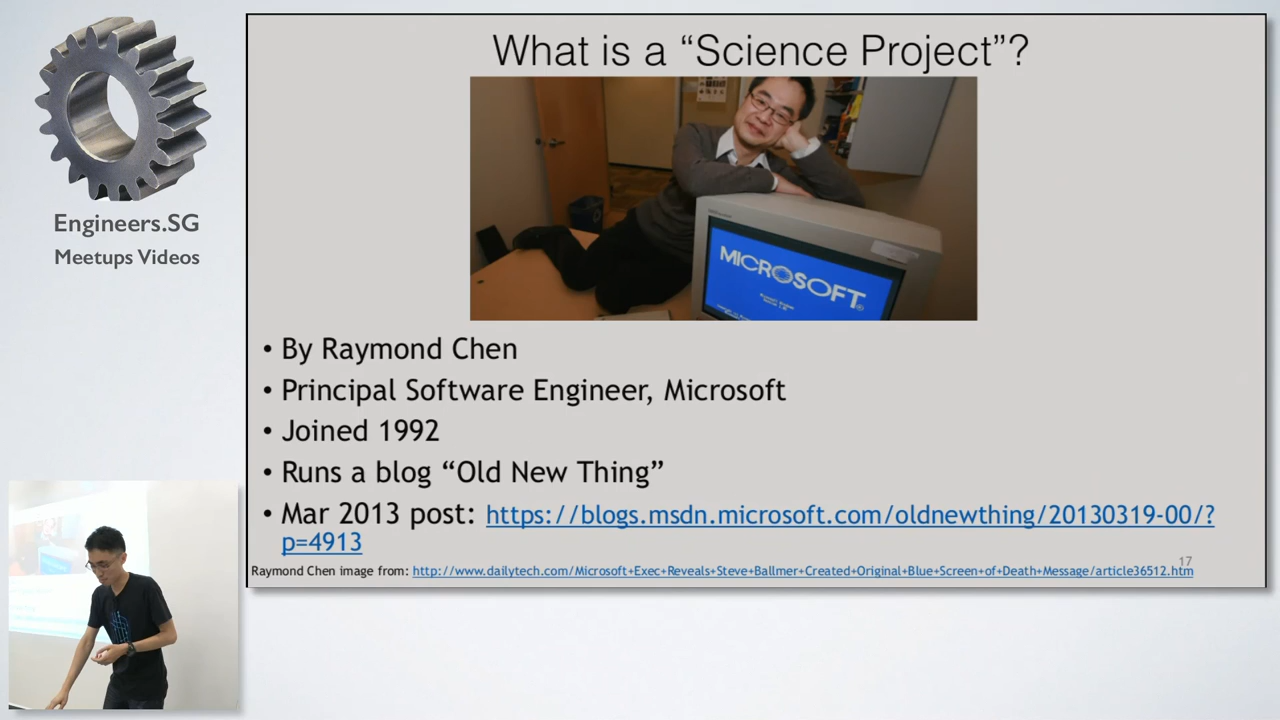 Engineers.SG
Meetups Videos
What is a “Science Project”?
MICROSOFT®
• By Raymond Chen
• Principal Software Engineer, Microsoft
• Joined 1992
• Runs a blog “Old New Thing”
• Mar 2013 post: https://blogs.msdn.microsoft.com/oldnewthing/20130319-00/?
p=4913
17
Raymond Chen image from: http://www.dailytech.com/Microsoft+Exec+Reveals+Steve+Ballmer+Created+Original+Blue+Screen+of+Death+Message/article36512.htm